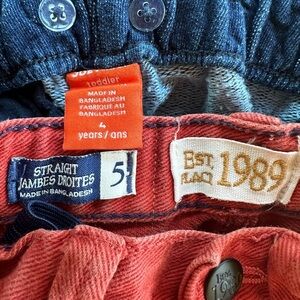 toddler
MADE IN
BANGLADESH
FABRIQUÉ AU
BANGLADESH
4
years / ans
STRAIGHT
JAMBES DROITES
MADE IN BANGLADESH
5
EST.
PLACE
1989